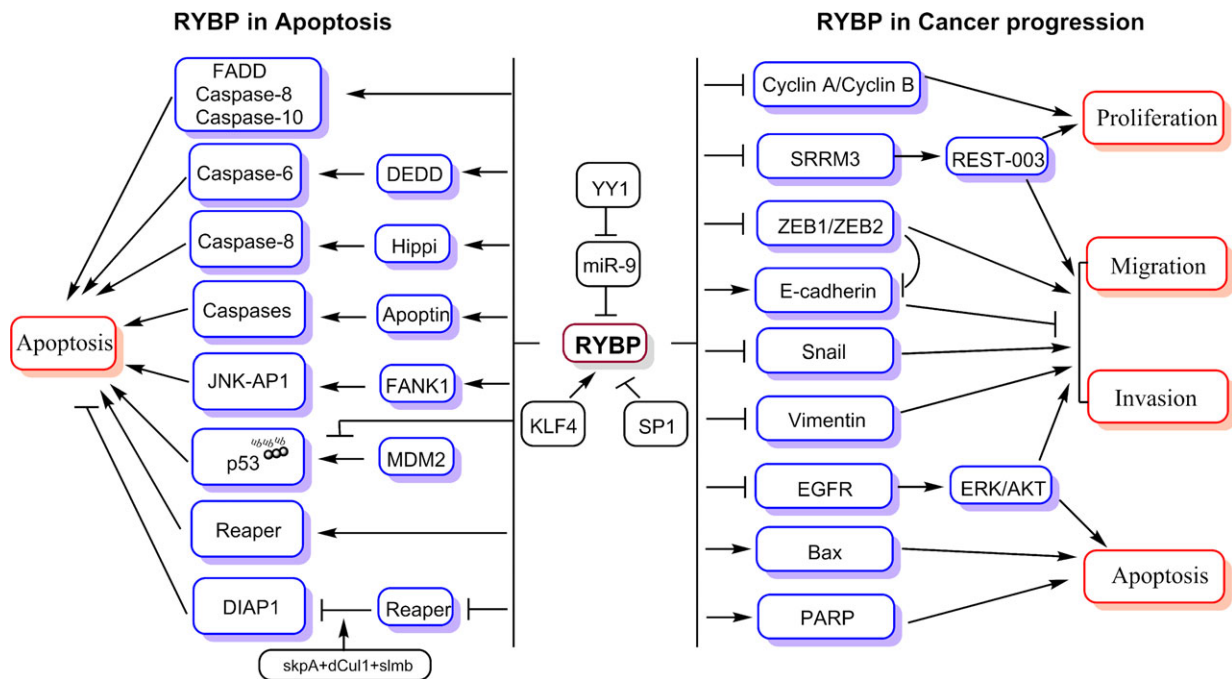 RYBP in Apoptosis
FADD
Caspase-8
Caspase-10
Caspase-6
DEDD
Caspase-8
Hippi
Caspases
Apoptin
Apoptosis
JNK-AP1
FANK1
p53
ub ub ub
MDM2
Reaper
DIAP1
Reaper
skpA+dCul1+slmb
YY1
miR-9
RYBP
KLF4
SP1
RYBP in Cancer progression
Cyclin A/Cyclin B
Proliferation
SRRM3
REST-003
ZEB1/ZEB2
Migration
E-cadherin
Snail
Invasion
Vimentin
EGFR
ERK/AKT
Bax
Apoptosis
PARP